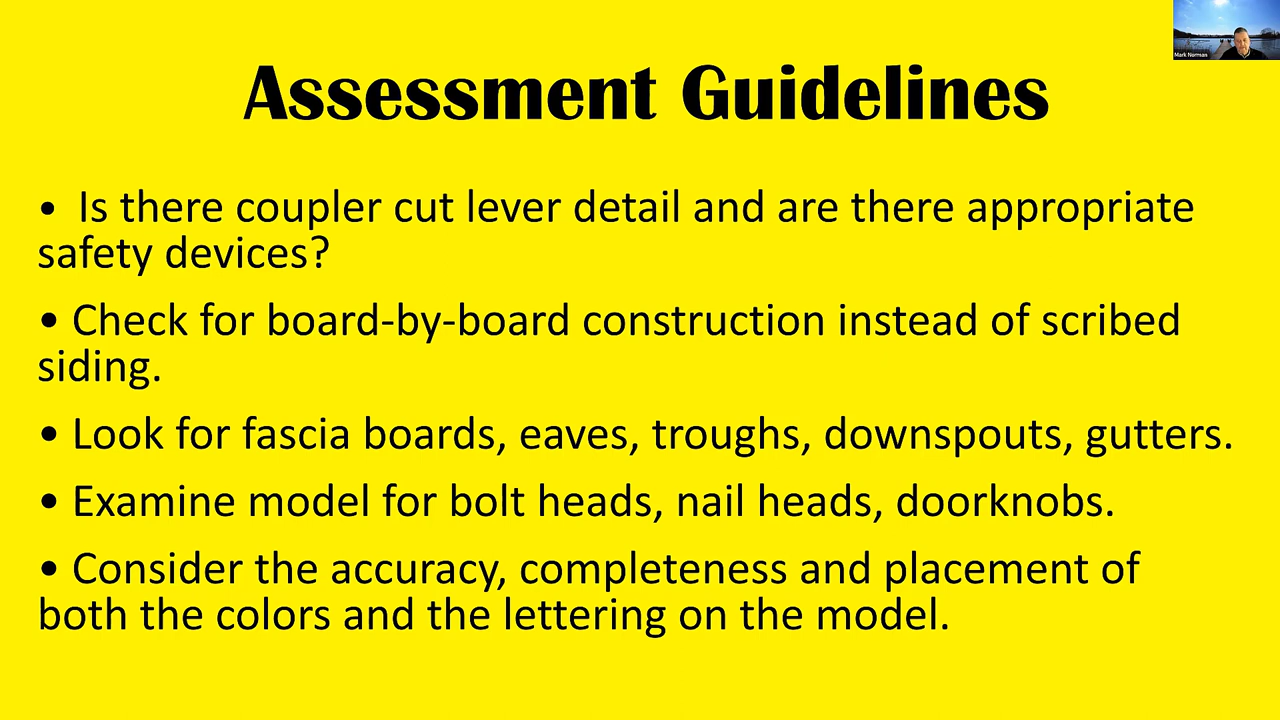 Mark Norman
Assessment Guidelines
• Is there coupler cut lever detail and are there appropriate
safety devices?
• Check for board-by-board construction instead of scribed
siding.
• Look for fascia boards, eaves, troughs, downspouts, gutters.
• Examine model for bolt heads, nail heads, doorknobs.
• Consider the accuracy, completeness and placement of
both the colors and the lettering on the model.